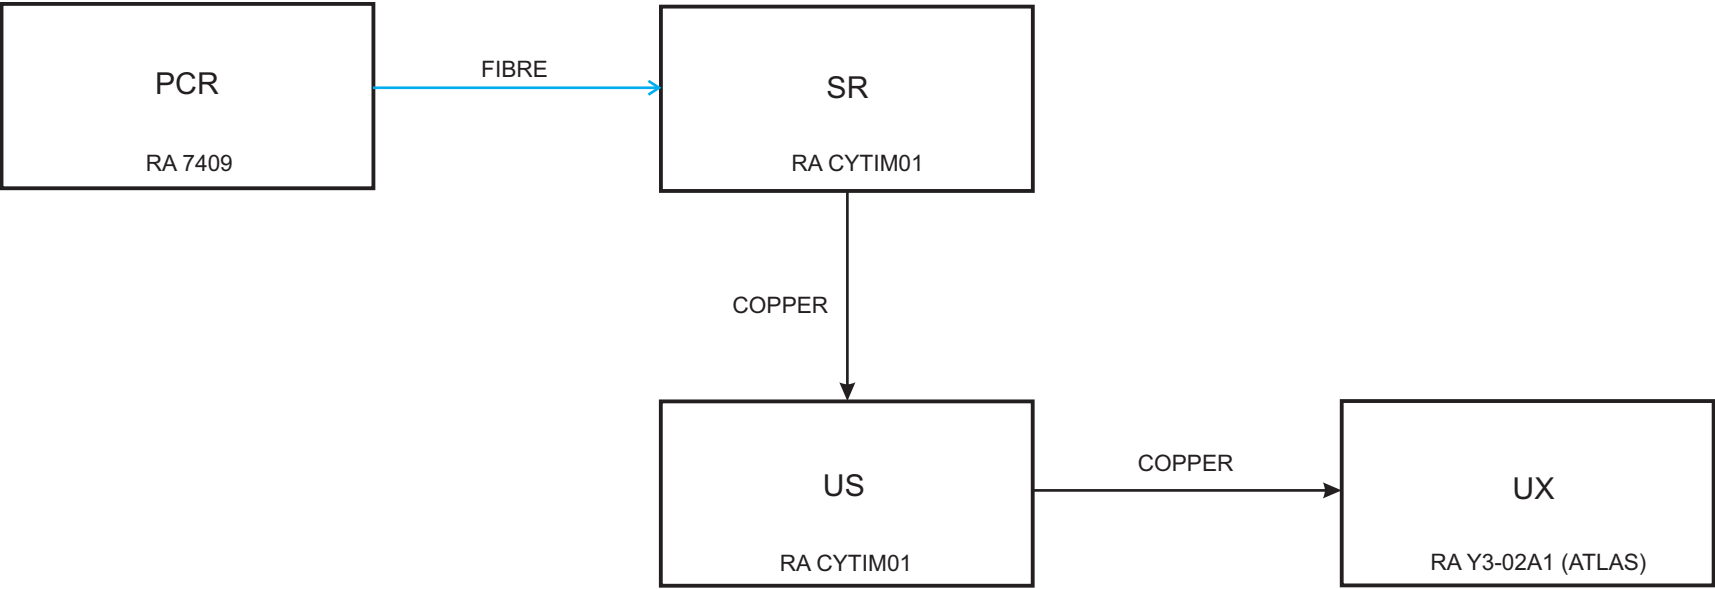 PCR
RA 7409
FIBRE
SR
RA CYTIM01
COPPER
US
RA CYTIM01
COPPER
UX
RA Y3-02A1 (ATLAS)